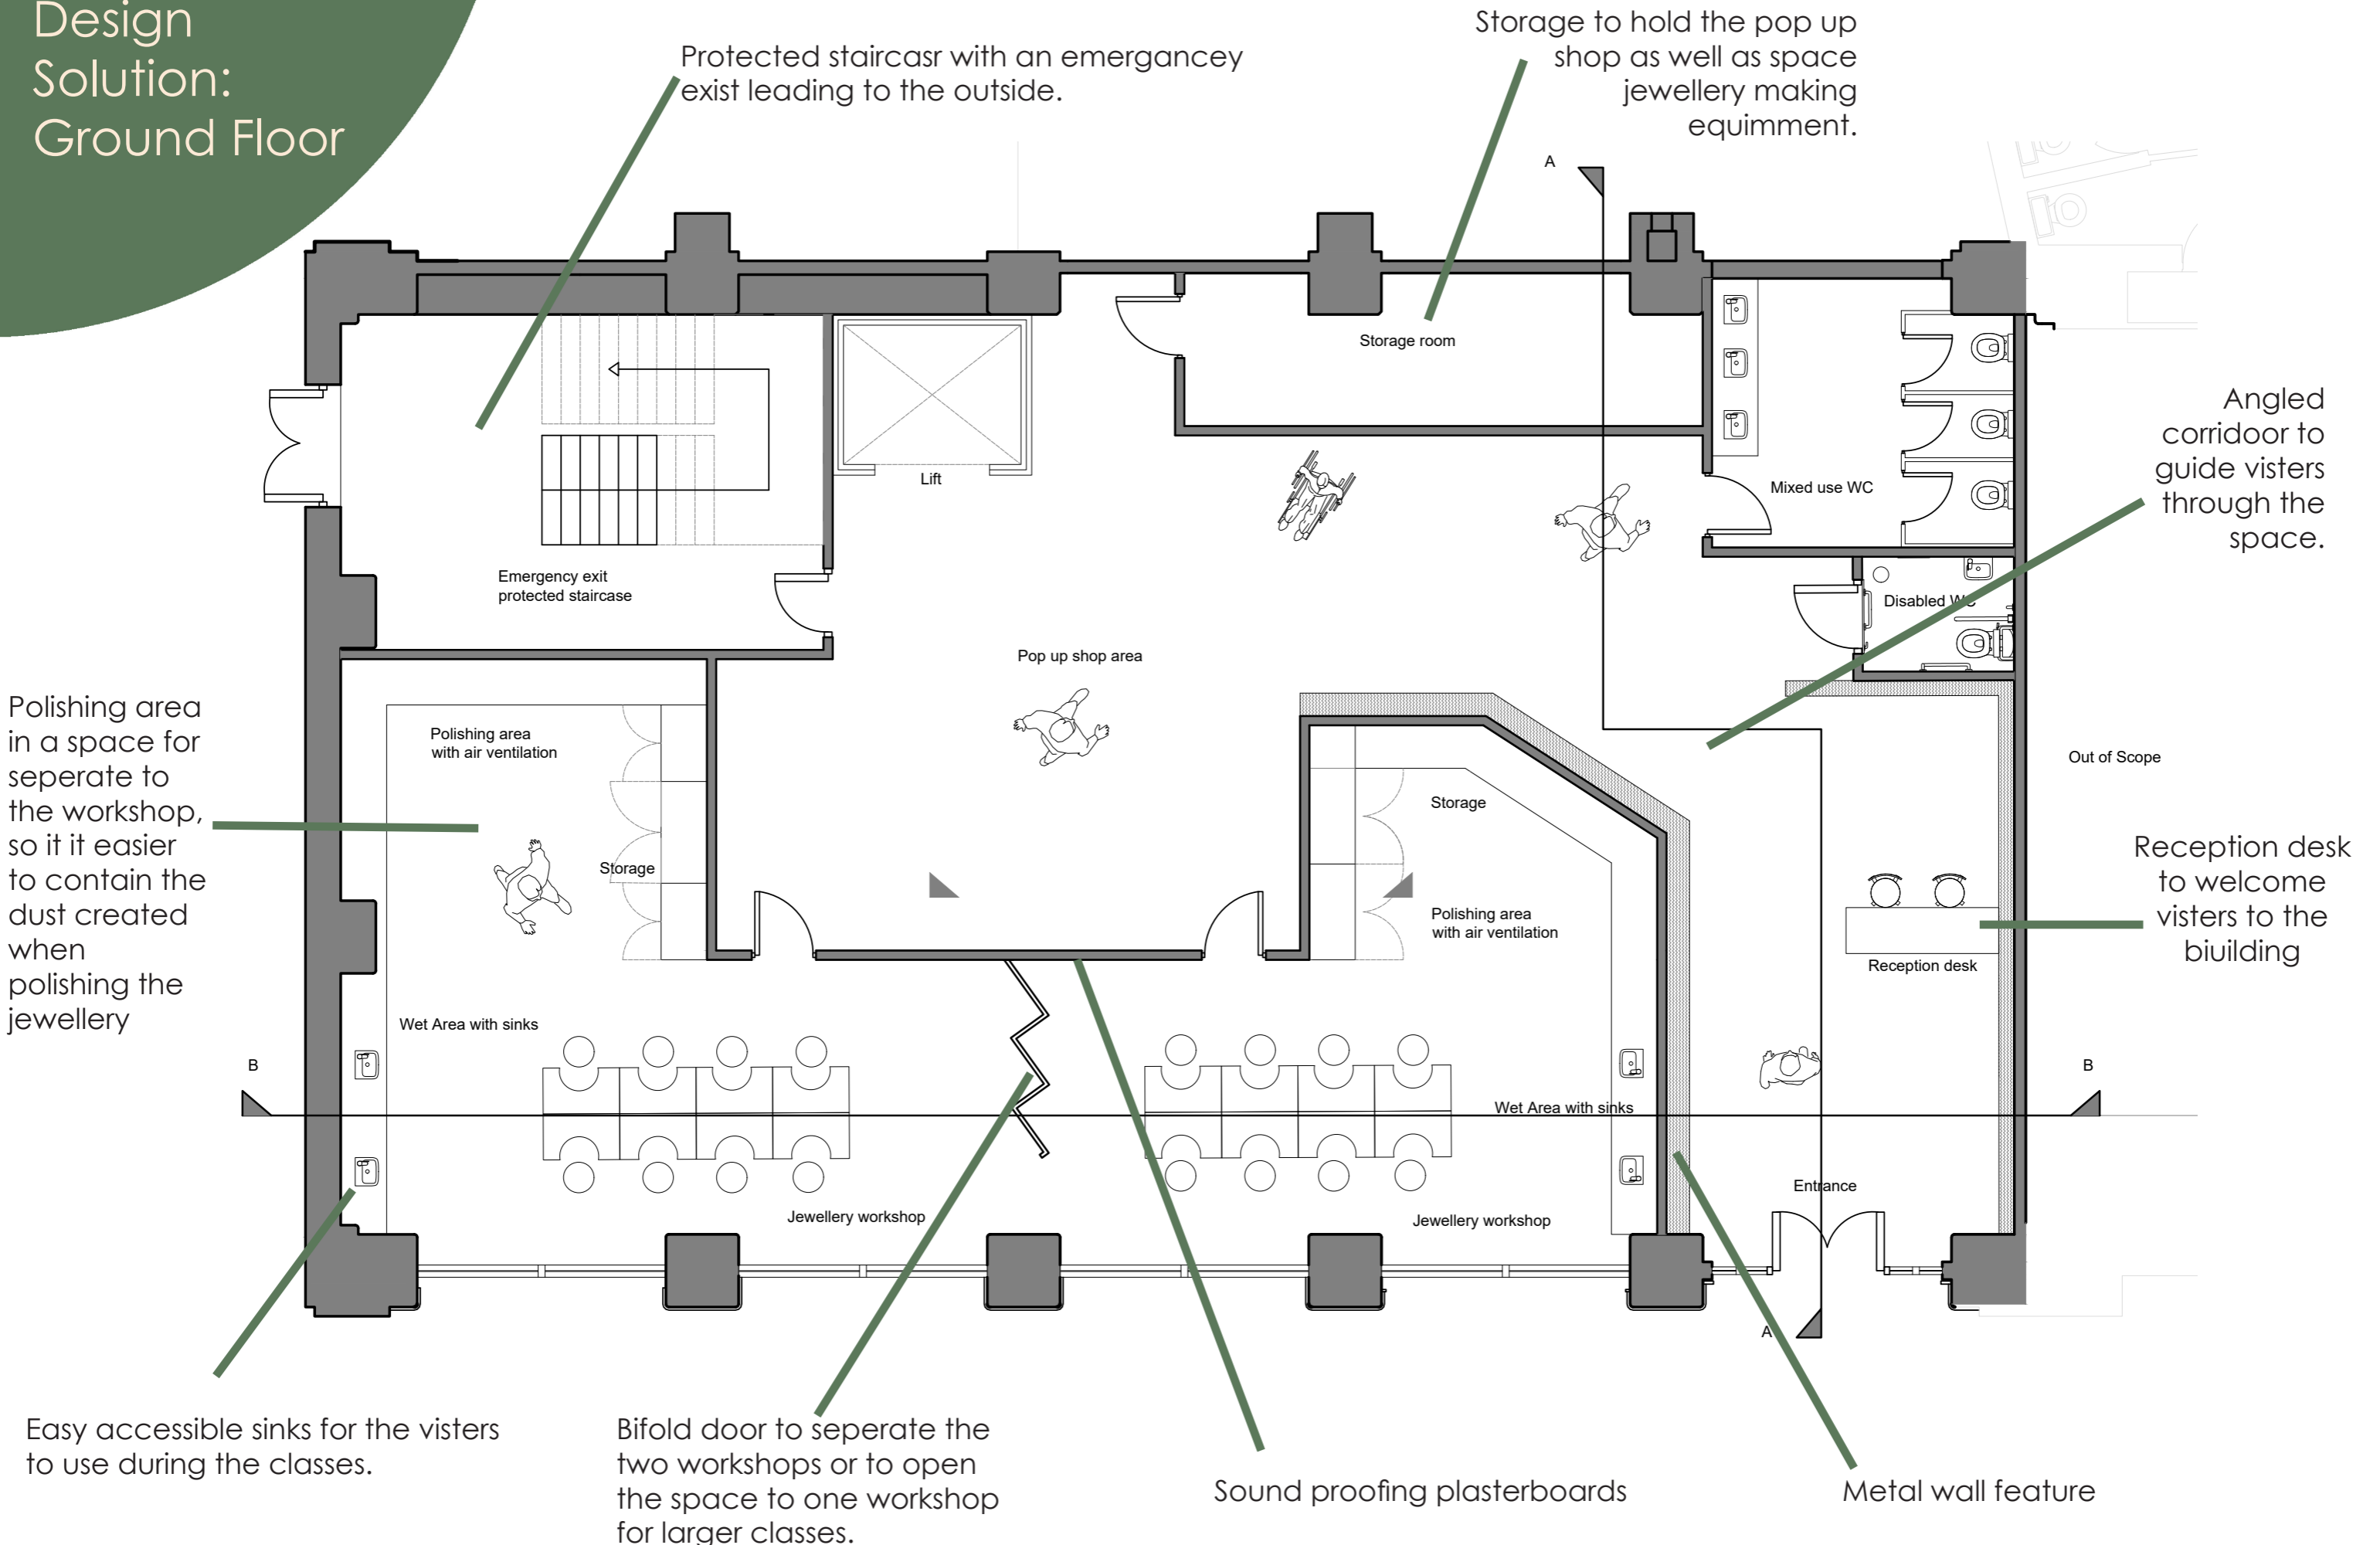 Design
Solution:
Ground Floor
Protected staircasr with an emergancey
exist leading to the outside.
Storage to hold the pop up
shop as well as space
jewellery making
equimment.
A
Storage room
Lift
Mixed use WC
Angled
corridoor to
guide visters
through the
space.
Emergency exit
protected staircase
Disabled WC
Pop up shop area
Polishing area
in a space for
seperate to
the workshop,
so it it easier
to contain the
dust created
when
polishing the
jewellery
Polishing area
with air ventilation
Storage
Storage
Polishing area
with air ventilation
Out of Scope
Reception desk
to welcome
visters to the
biuilding
Reception desk
Wet Area with sinks
B
B
Wet Area with sinks
Entrance
Jewellery workshop
Jewellery workshop
A
Easy accessible sinks for the visters
to use during the classes.
Bifold door to seperate the
two workshops or to open
the space to one workshop
for larger classes.
Sound proofing plasterboards
Metal wall feature